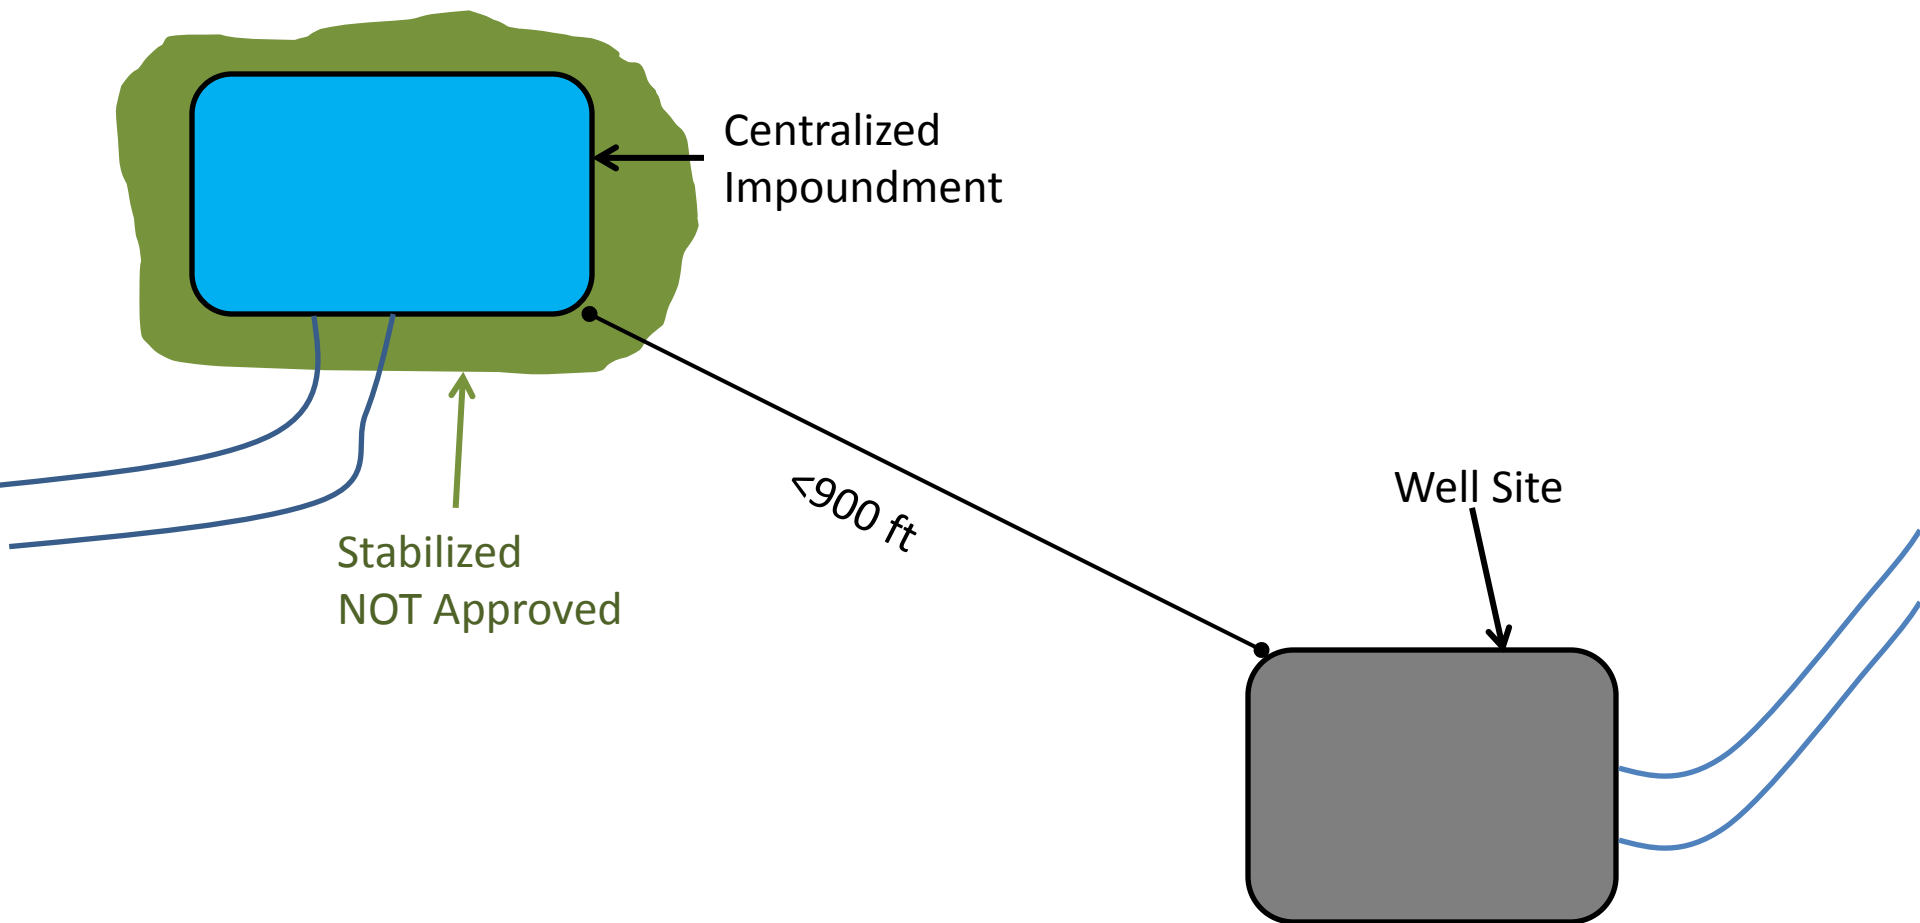 Centralized
Impoundment
<900 ft
Well Site
Stabilized
NOT Approved